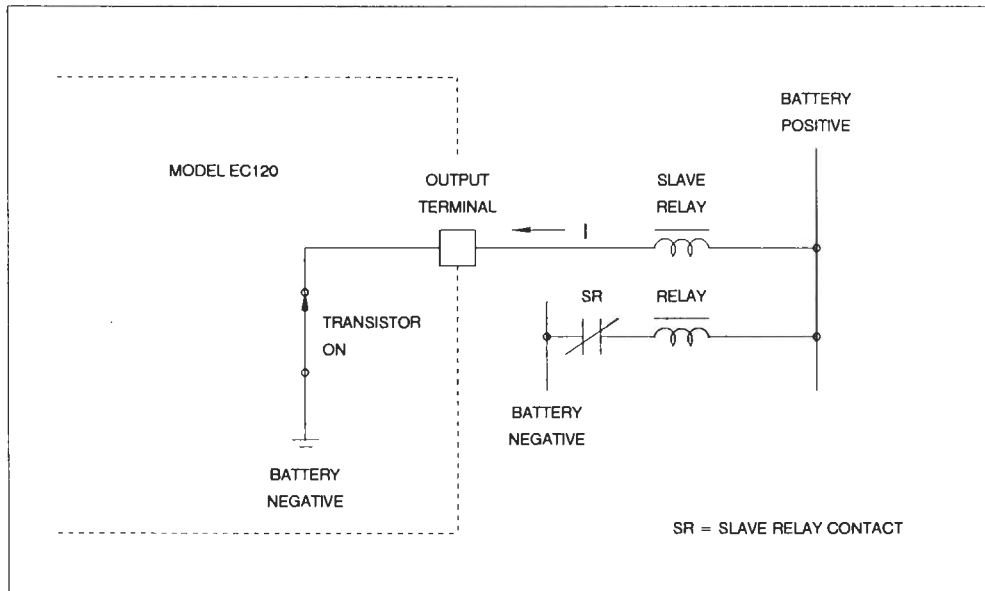 BATTERY
POSITIVE
MODEL EC120
OUTPUT
TERMINAL
SLAVE
RELAY
I
SR
RELAY
TRANSISTOR
ON
BATTERY
NEGATIVE
BATTERY
NEGATIVE
SR = SLAVE RELAY CONTACT